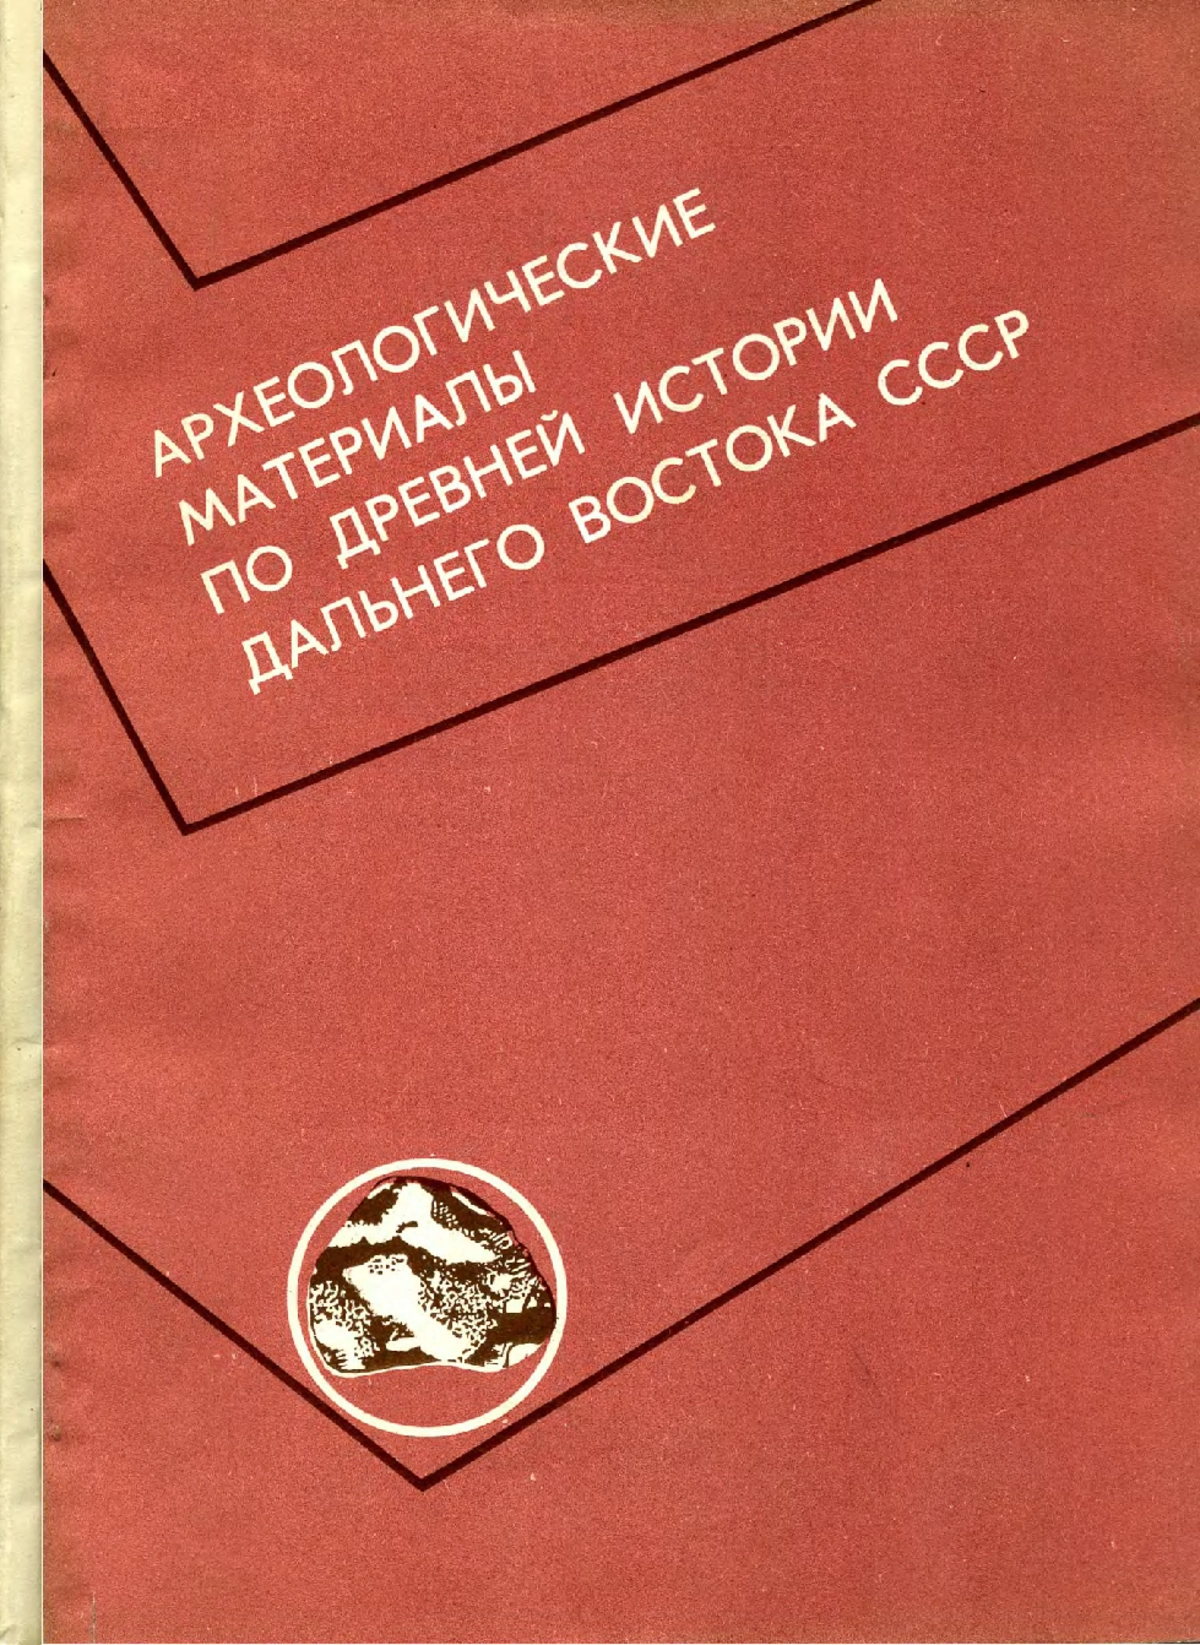 АРХЕОЛОГИЧЕСКИЕ
МАТЕРИАЛЫ
ПО ДРЕВНЕЙ ИСТОРИИ
ДАЛЬНЕГО ВОСТОКА СССР